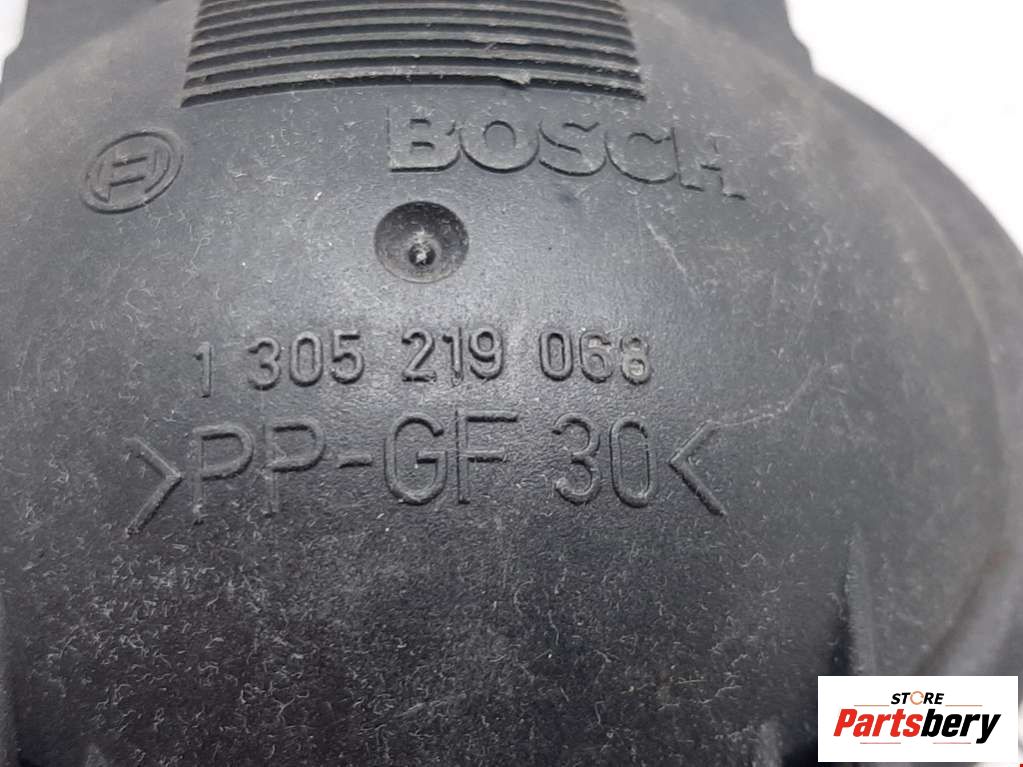 BOSCH
1 305 219 068
>PP-GF 30<
STORE
Partsbery